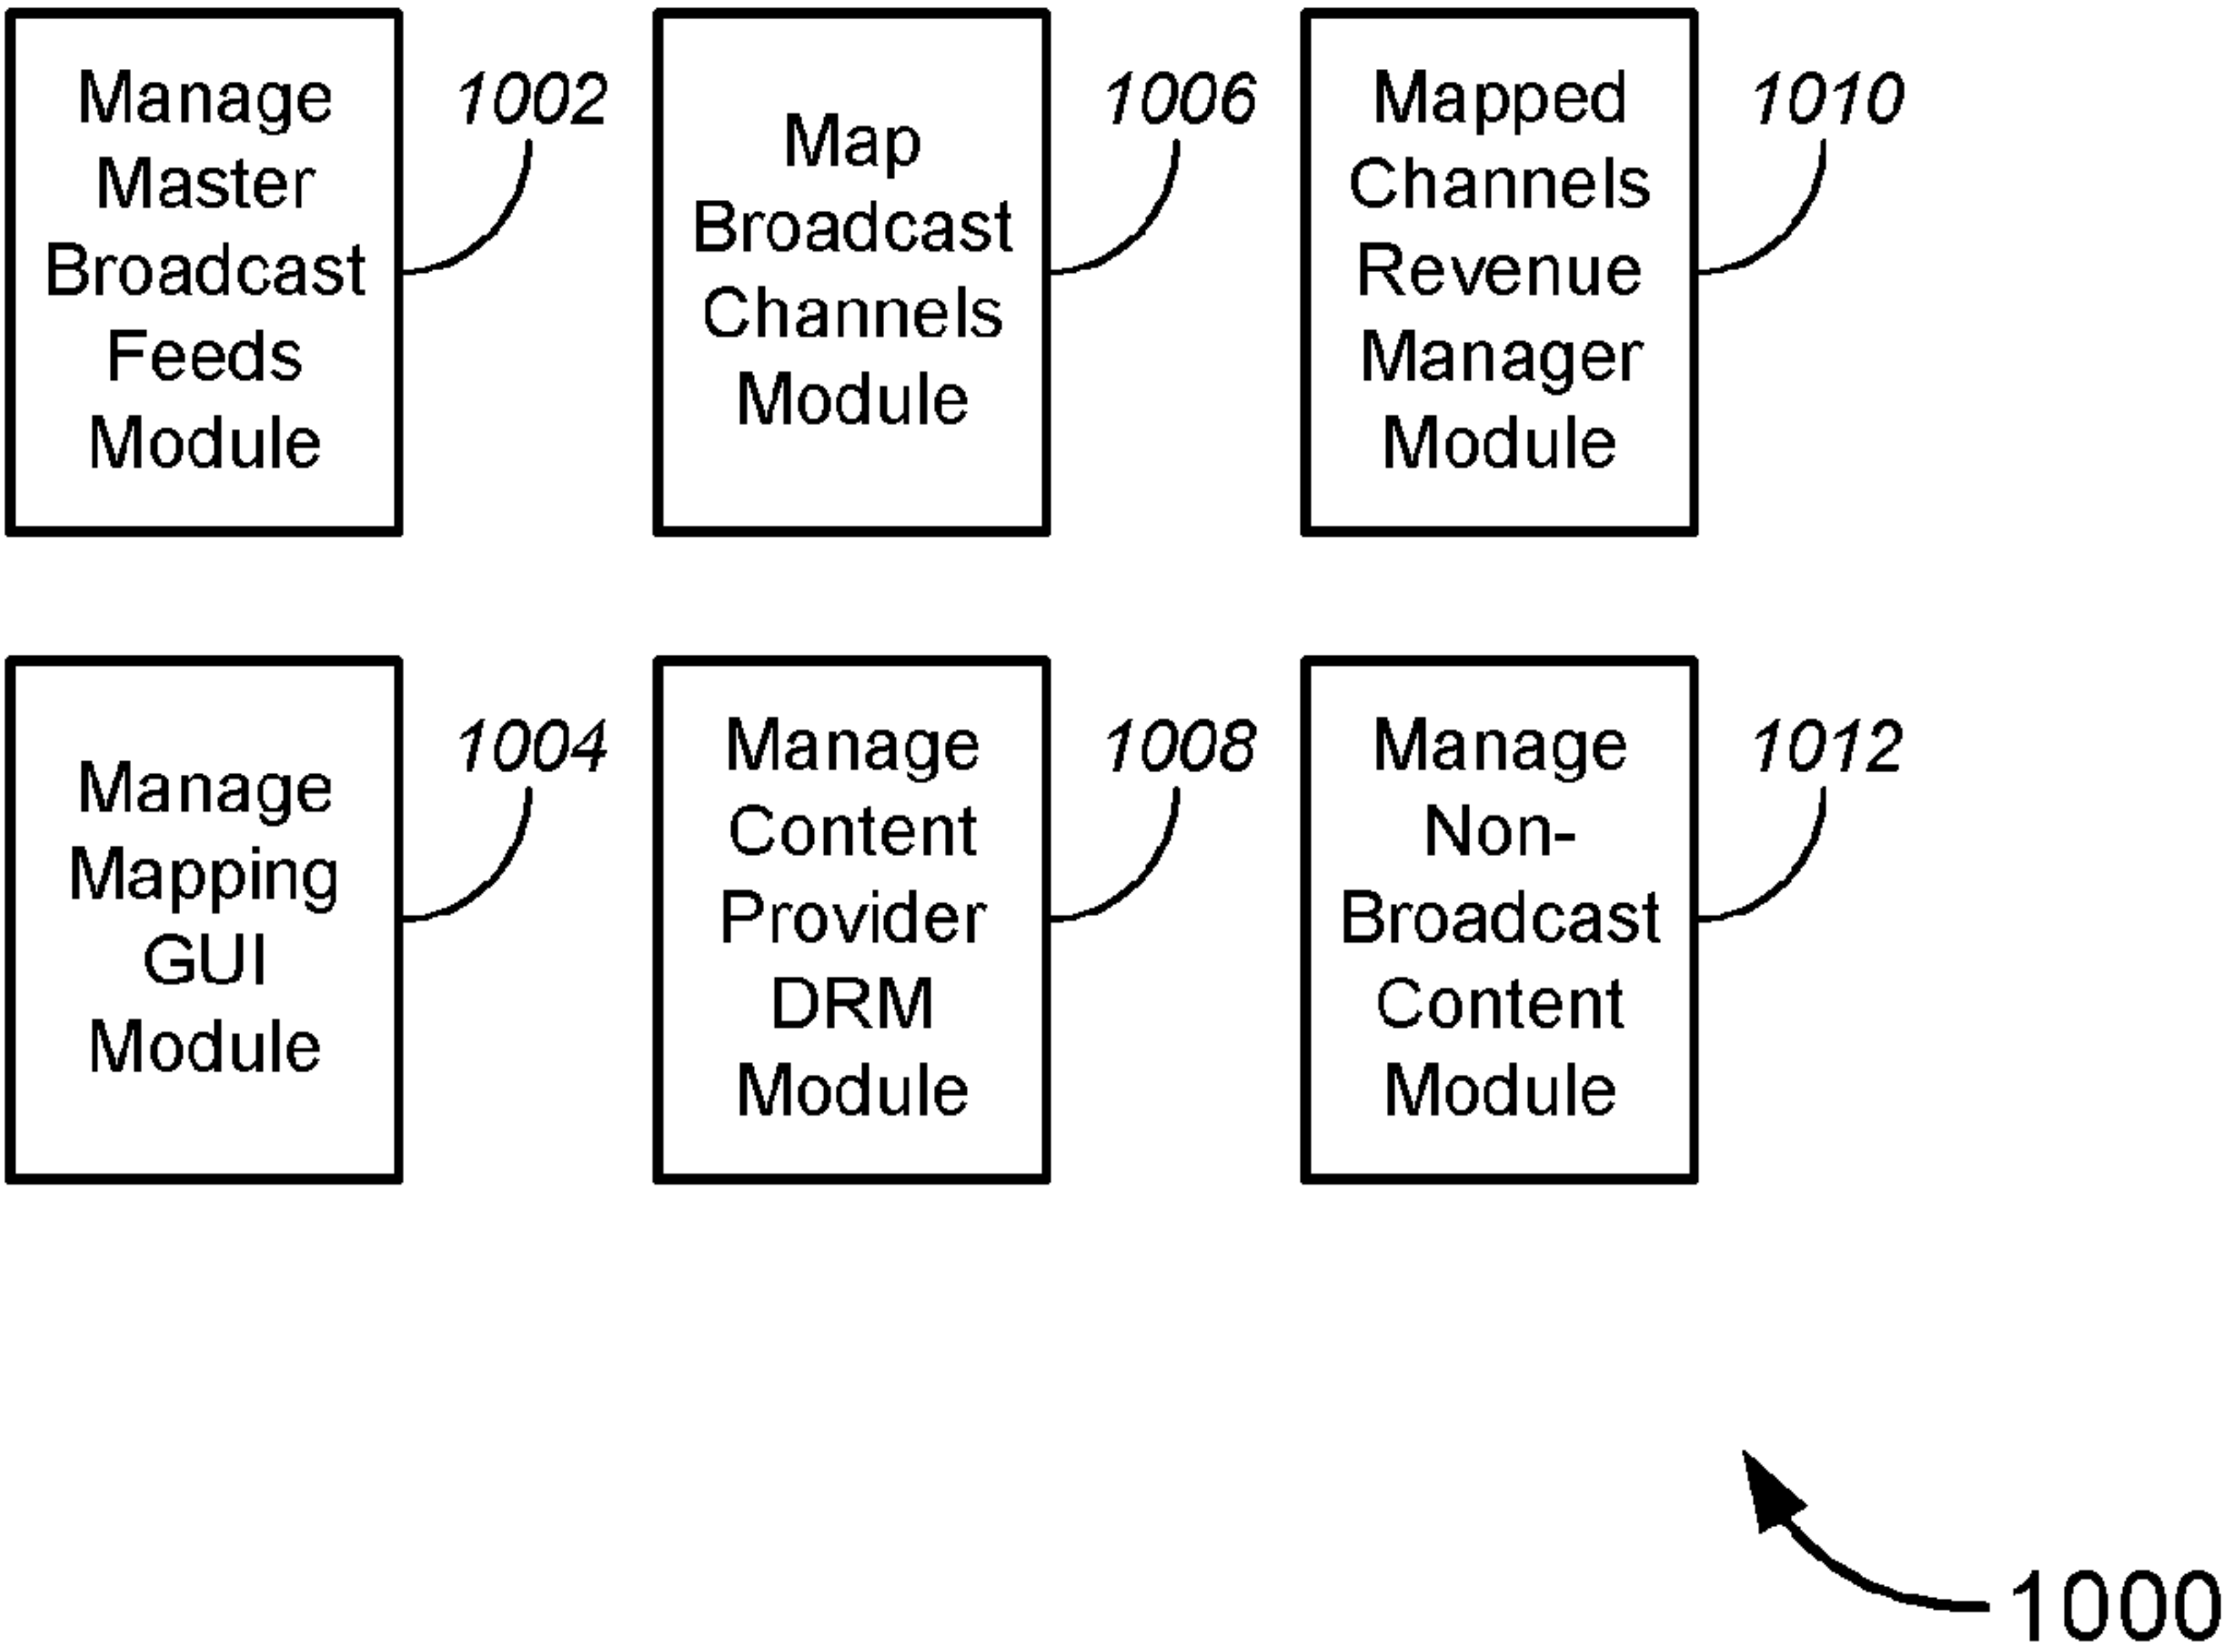 Manage
Master
Broadcast
Feeds
Module
1002
Map
Broadcast
Channels
Module
1006
Mapped
Channels
Revenue
Manager
Module
1010
Manage
Mapping
GUI
Module
1004
Manage
Content
Provider
DRM
Module
1008
Manage
Non-
Broadcast
Content
Module
1012
1000